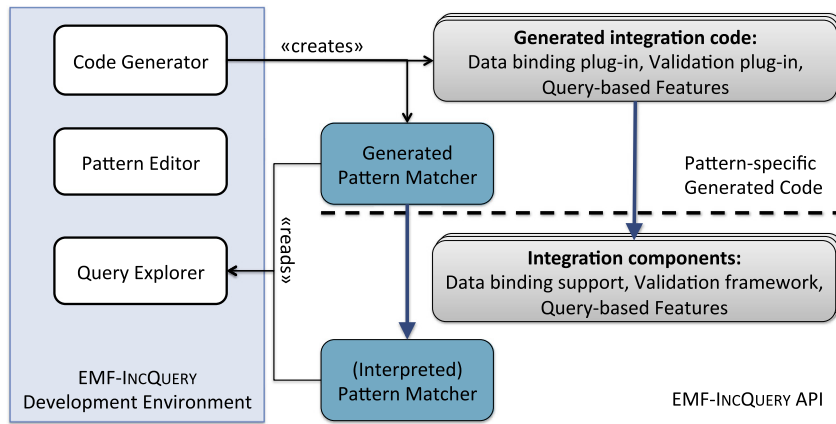 Code Generator
«creates»
Generated integration code:
Data binding plug-in, Validation plug-in,
Query-based Features
Pattern Editor
Generated
Pattern Matcher
Pattern-specific
Generated Code
Query Explorer
«reads»
Integration components:
Data binding support, Validation framework,
Query-based Features
(Interpreted)
Pattern Matcher
EMF-INCQUERY
Development Environment
EMF-INCQUERY API